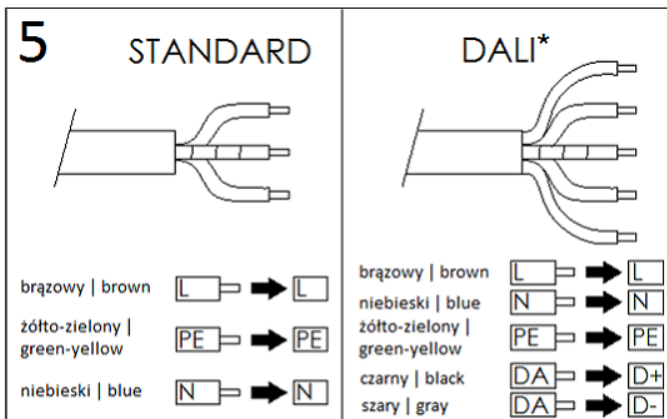 5 STANDARD
brązowy | brown L L
żółto-zielony |
green-yellow PE PE
niebieski | blue N N
DALI*
brązowy | brown L L
niebieski | blue N N
żółto-zielony |
green-yellow PE PE
czarny | black DA D+
szary | gray DA D-